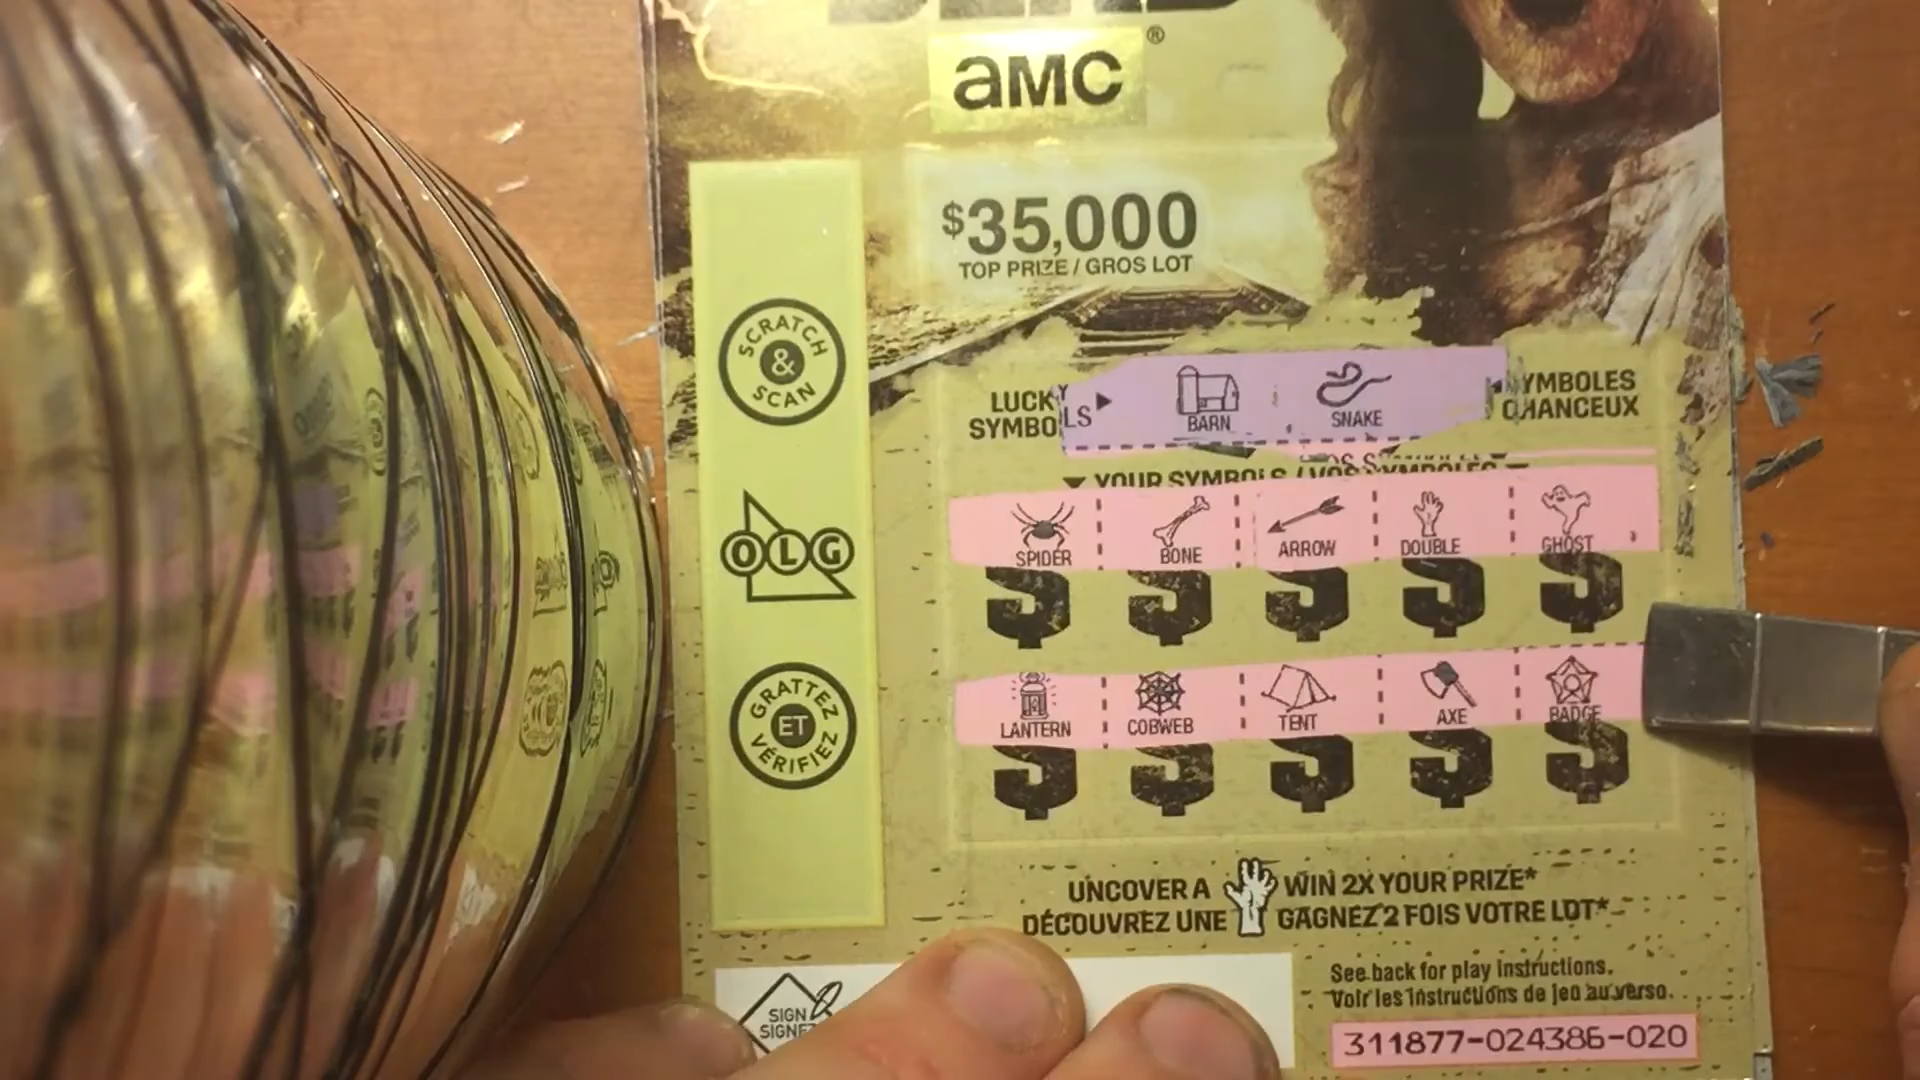 aMC®
$35,000
TOP PRIZE / GROS LOT
SCRATCH & SCAN
LUCKY SYMBOLS
BARN SNAKE
SYMBOLES CHANCEUX
YOUR SYMBOLS / VOS SYMBOLES
SPIDER BONE ARROW DOUBLE GHOST
$ $ $ $ $
OLG
LANTERN COBWEB TENT AXE BADGE
$ $ $ $ $
GRATTEZ ET VÉRIFIEZ
UNCOVER A WIN 2X YOUR PRIZE*
DÉCOUVREZ UNE GAGNEZ 2 FOIS VOTRE LOT*
See back for play instructions.
Voir les instructions de jeu au verso.
SIGN
SIGNEZ
311877-024386-020